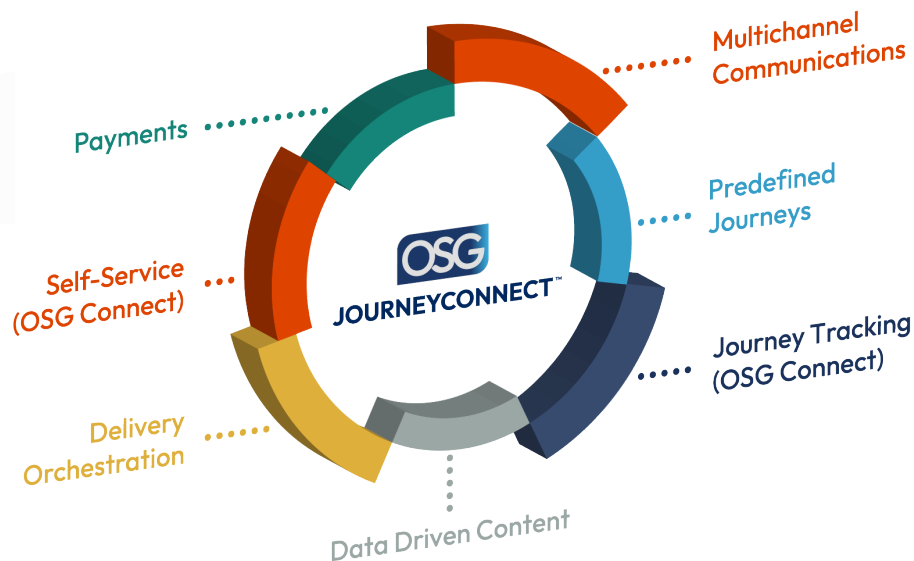 Multichannel
Communications
Payments
Predefined
Journeys
OSG
JOURNEYCONNECT™
Self-Service
(OSG Connect)
Journey Tracking
(OSG Connect)
Delivery
Orchestration
Data Driven Content